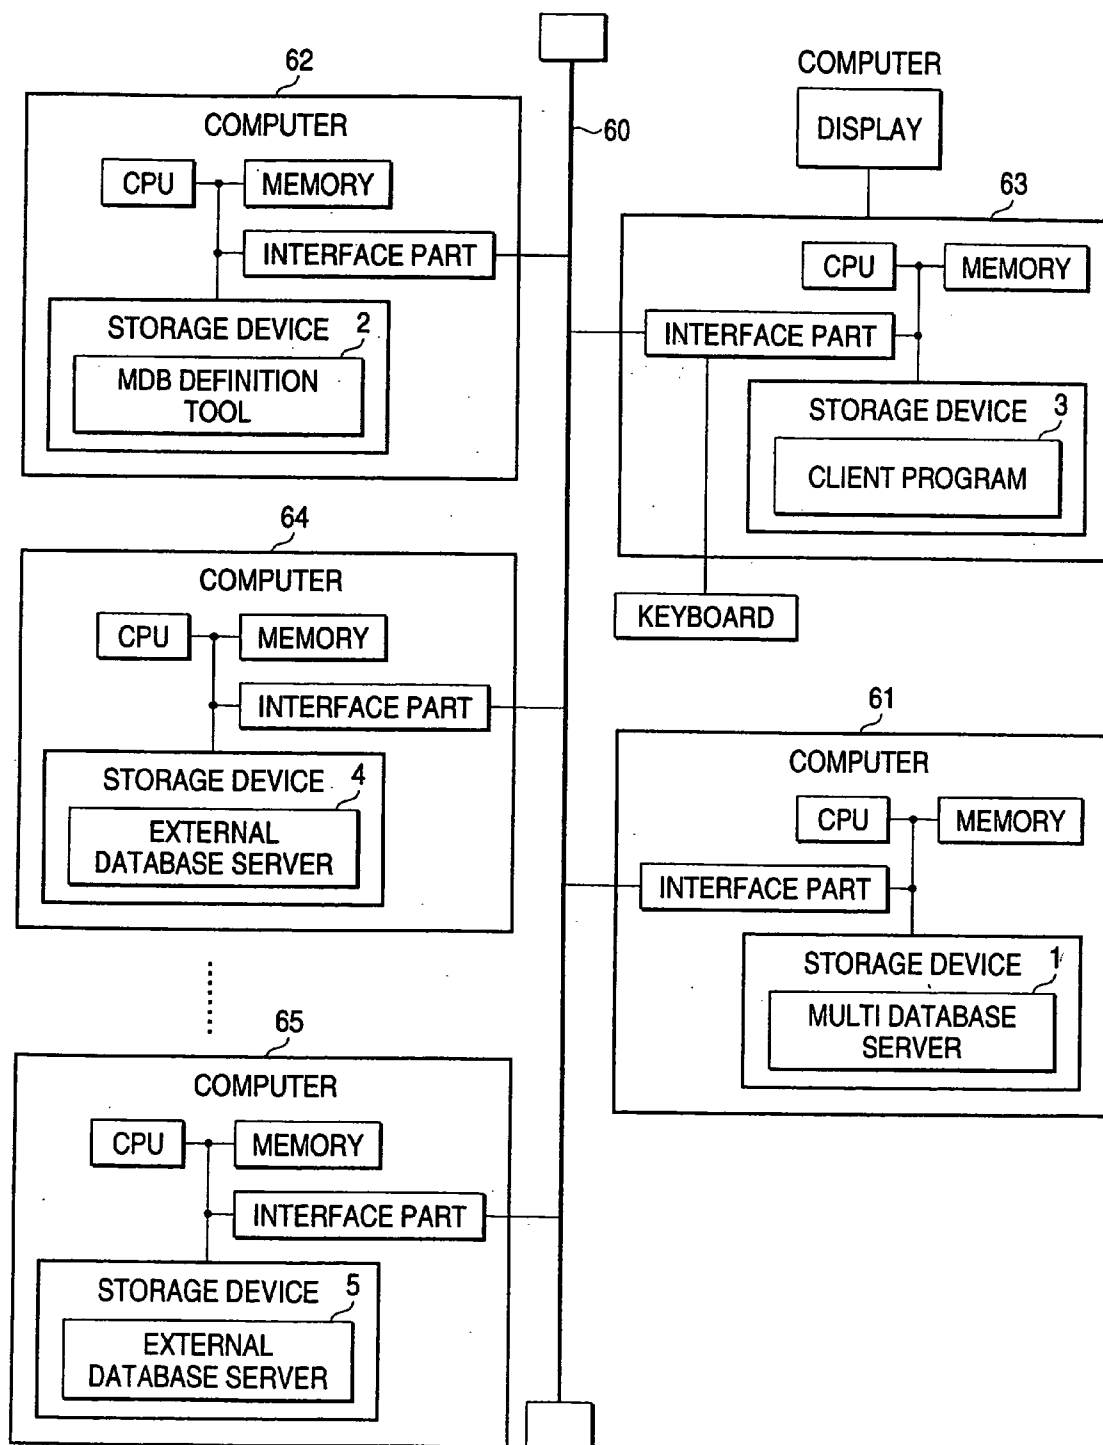 62
COMPUTER
CPU
MEMORY
INTERFACE PART
STORAGE DEVICE
2
MDB DEFINITION
TOOL
60
COMPUTER
DISPLAY
63
CPU
MEMORY
INTERFACE PART
STORAGE DEVICE
3
CLIENT PROGRAM
KEYBOARD
64
COMPUTER
CPU
MEMORY
INTERFACE PART
STORAGE DEVICE
4
EXTERNAL
DATABASE SERVER
61
COMPUTER
CPU
MEMORY
INTERFACE PART
STORAGE DEVICE
1
MULTI DATABASE
SERVER
65
COMPUTER
CPU
MEMORY
INTERFACE PART
STORAGE DEVICE
5
EXTERNAL
DATABASE SERVER